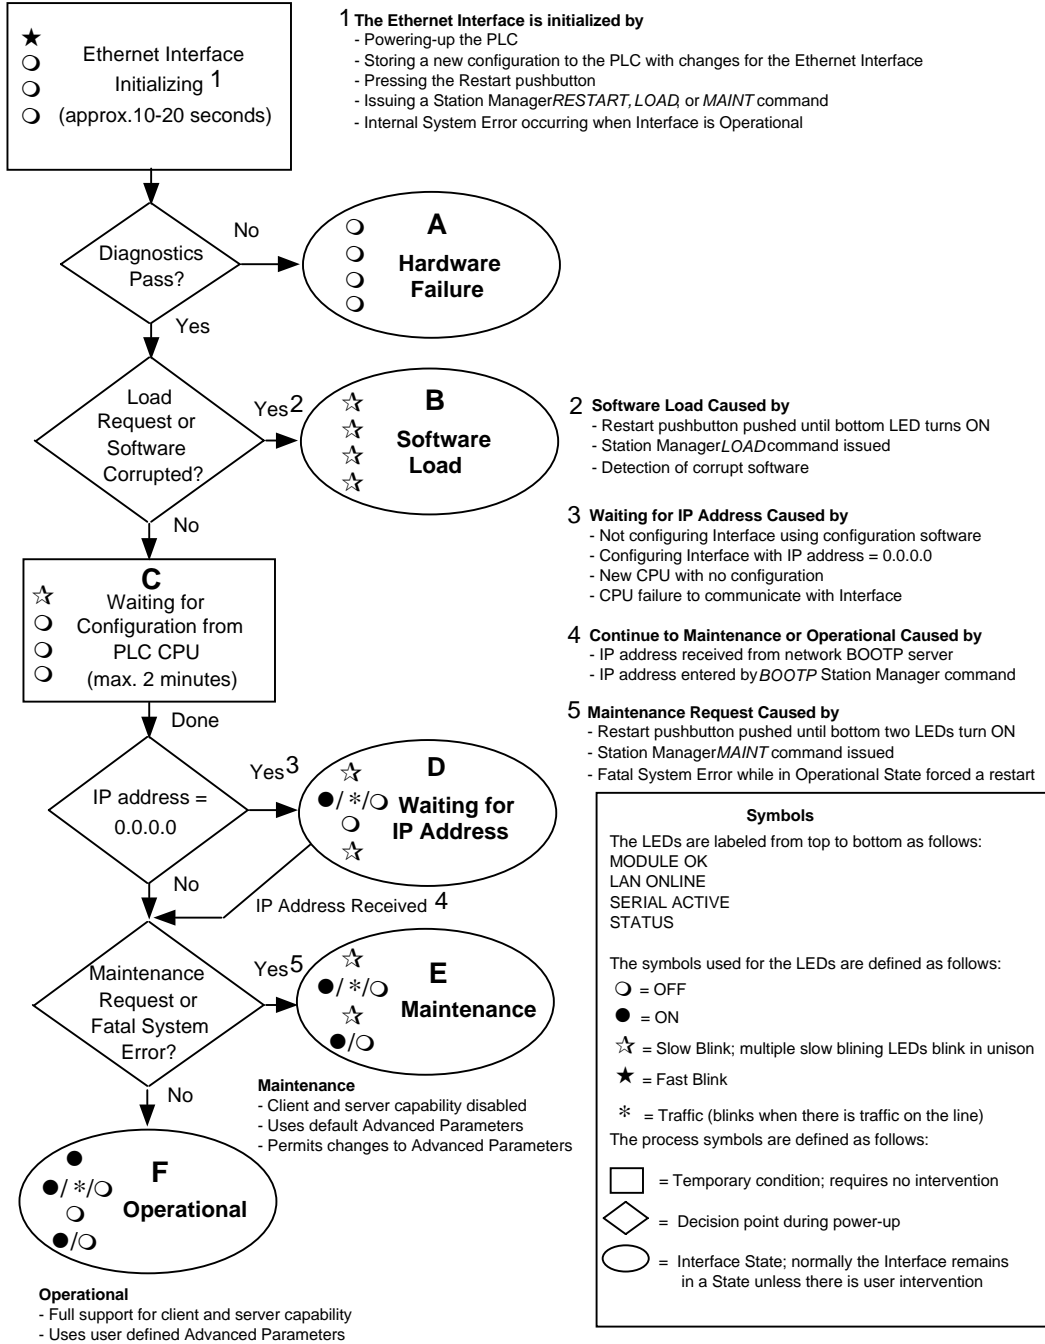 Ethernet Interface
Initializing 1
(approx.10-20 seconds)
1 The Ethernet Interface is initialized by
- Powering-up the PLC
- Storing a new configuration to the PLC with changes for the Ethernet Interface
- Pressing the Restart pushbutton
- Issuing a Station Manager RESTART, LOAD, or MAINT command
- Internal System Error occurring when Interface is Operational
Diagnostics
Pass?
No
A
Hardware
Failure
Yes
Load
Request or
Software
Corrupted?
Yes 2
B
Software
Load
2 Software Load Caused by
- Restart pushbutton pushed until bottom LED turns ON
- Station Manager LOAD command issued
- Detection of corrupt software
No
3 Waiting for IP Address Caused by
- Not configuring Interface using configuration software
- Configuring Interface with IP address = 0.0.0.0
- New CPU with no configuration
- CPU failure to communicate with Interface
C
Waiting for
Configuration from
PLC CPU
(max. 2 minutes)
4 Continue to Maintenance or Operational Caused by
- IP address received from network BOOTP server
- IP address entered by BOOTP Station Manager command
Done
5 Maintenance Request Caused by
- Restart pushbutton pushed until bottom two LEDs turn ON
- Station Manager MAINT command issued
- Fatal System Error while in Operational State forced a restart
IP address =
0.0.0.0
Yes 3
D
/ * /
Waiting for
IP Address
No
IP Address Received 4
Maintenance
Request or
Fatal System
Error?
Yes 5
E
/ * /
Maintenance
/
Maintenance
- Client and server capability disabled
- Uses default Advanced Parameters
- Permits changes to Advanced Parameters
No
F
/ * /
Operational
/
Operational
- Full support for client and server capability
- Uses user defined Advanced Parameters
Symbols
The LEDs are labeled from top to bottom as follows:
MODULE OK
LAN ONLINE
SERIAL ACTIVE
STATUS
The symbols used for the LEDs are defined as follows:
= OFF
= ON
= Slow Blink; multiple slow blining LEDs blink in unison
= Fast Blink
* = Traffic (blinks when there is traffic on the line)
The process symbols are defined as follows:
= Temporary condition; requires no intervention
= Decision point during power-up
= Interface State; normally the Interface remains
in a State unless there is user intervention